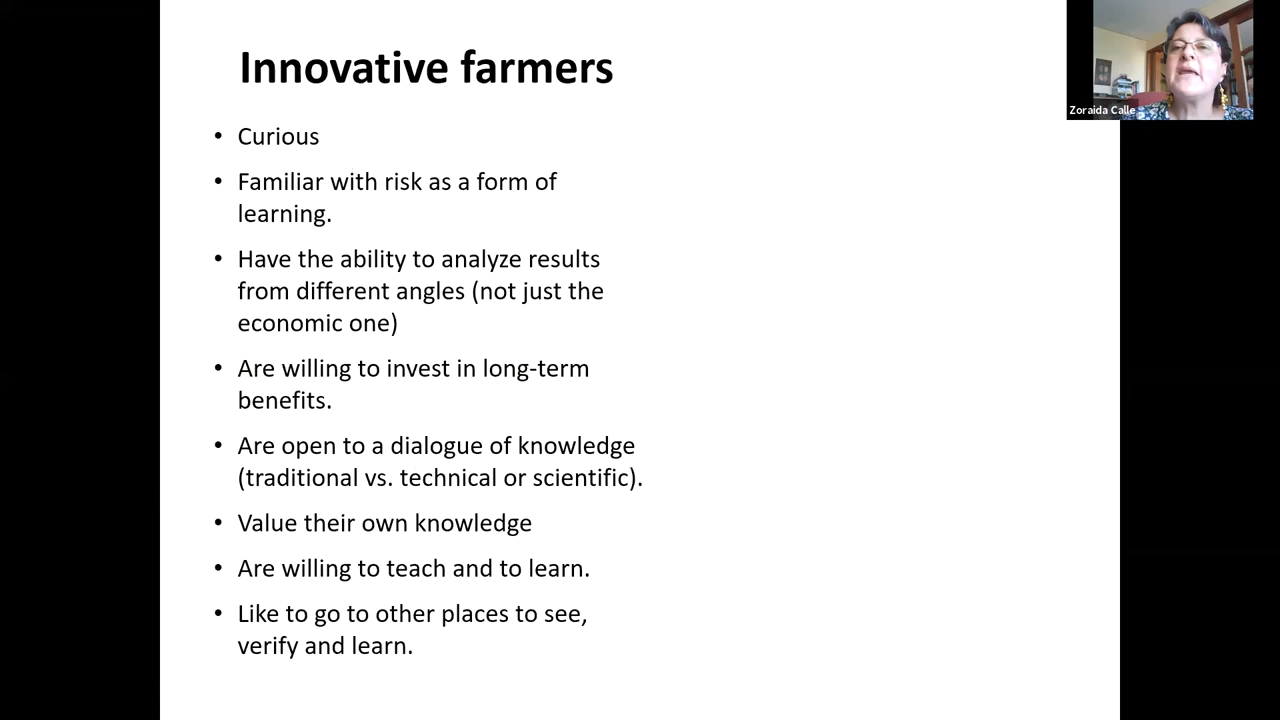 Innovative farmers
Zoraida Calle
• Curious
• Familiar with risk as a form of
learning.
• Have the ability to analyze results
from different angles (not just the
economic one)
• Are willing to invest in long-term
benefits.
• Are open to a dialogue of knowledge
(traditional vs. technical or scientific).
• Value their own knowledge
• Are willing to teach and to learn.
• Like to go to other places to see,
verify and learn.